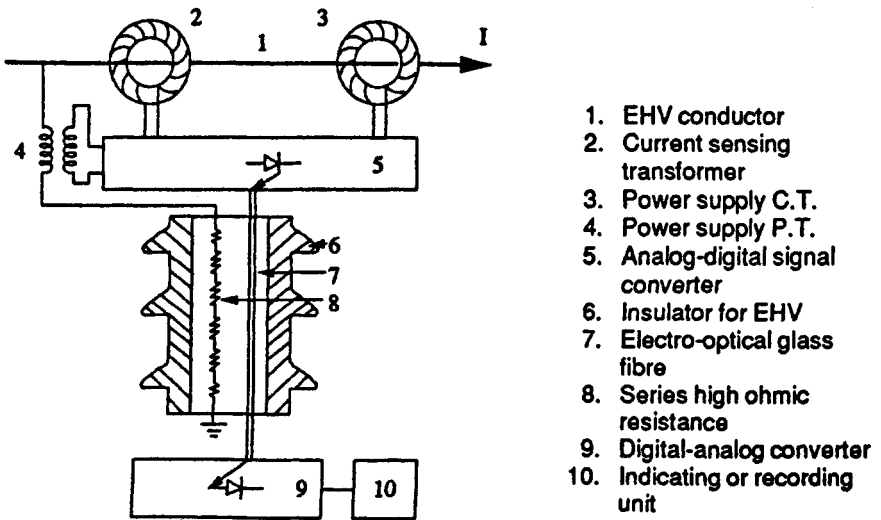 2
3
1
I
4
5
6
7
8
9
10
1. EHV conductor
2. Current sensing
transformer
3. Power supply C.T.
4. Power supply P.T.
5. Analog-digital signal
converter
6. Insulator for EHV
7. Electro-optical glass
fibre
8. Series high ohmic
resistance
9. Digital-analog converter
10. Indicating or recording
unit